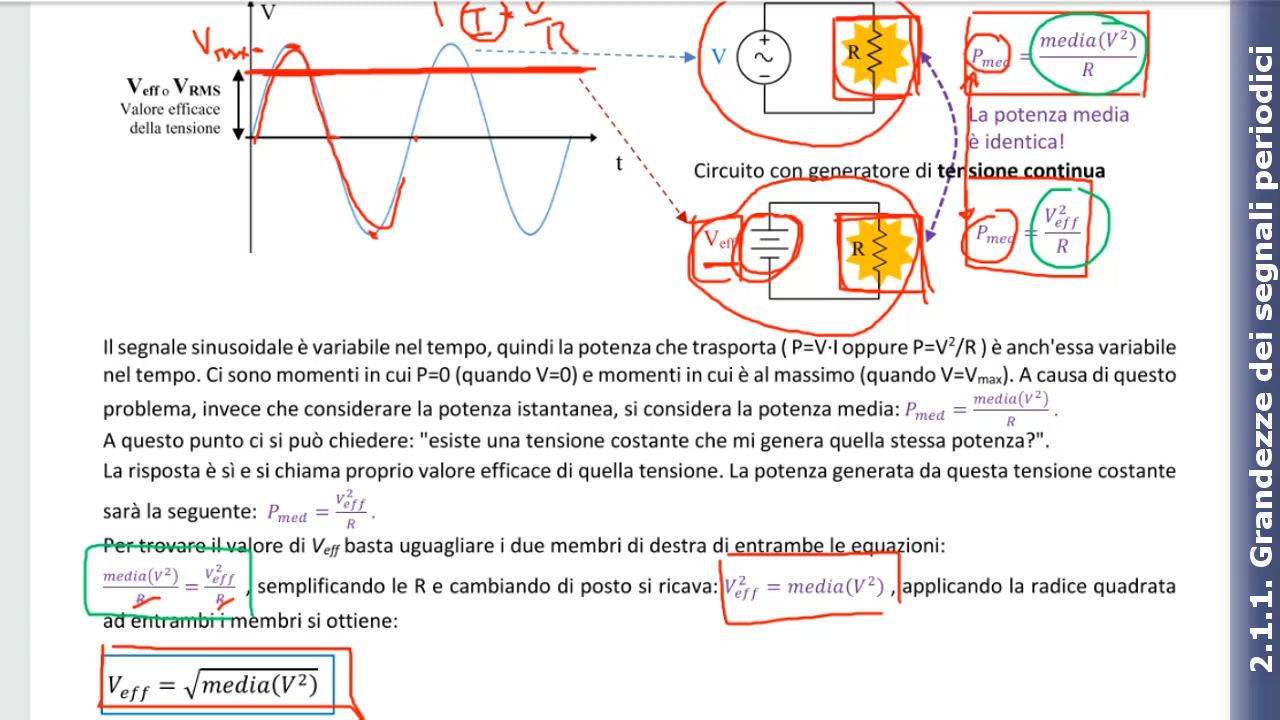 V
I = V/R
Vmax
Veff o VRMS
Valore efficace
della tensione
t
V
R
Pmed = media(V²)/R
La potenza media
è identica!
Circuito con generatore di tensione continua
Veff
R
Pmed = V²eff/R
Il segnale sinusoidale è variabile nel tempo, quindi la potenza che trasporta ( P=V·I oppure P=V²/R ) è anch'essa variabile
nel tempo. Ci sono momenti in cui P=0 (quando V=0) e momenti in cui è al massimo (quando V=Vmax). A causa di questo
problema, invece che considerare la potenza istantanea, si considera la potenza media: Pmed = media(V²)/R .
A questo punto ci si può chiedere: "esiste una tensione costante che mi genera quella stessa potenza?".
La risposta è sì e si chiama proprio valore efficace di quella tensione. La potenza generata da questa tensione costante
sarà la seguente: Pmed = V²eff/R .
Per trovare il valore di Veff basta uguagliare i due membri di destra di entrambe le equazioni:
media(V²)/R = V²eff/R , semplificando le R e cambiando di posto si ricava: V²eff = media(V²) , applicando la radice quadrata
ad entrambi i membri si ottiene:
Veff = √media(V²)
2.1.1. Grandezze dei segnali periodici